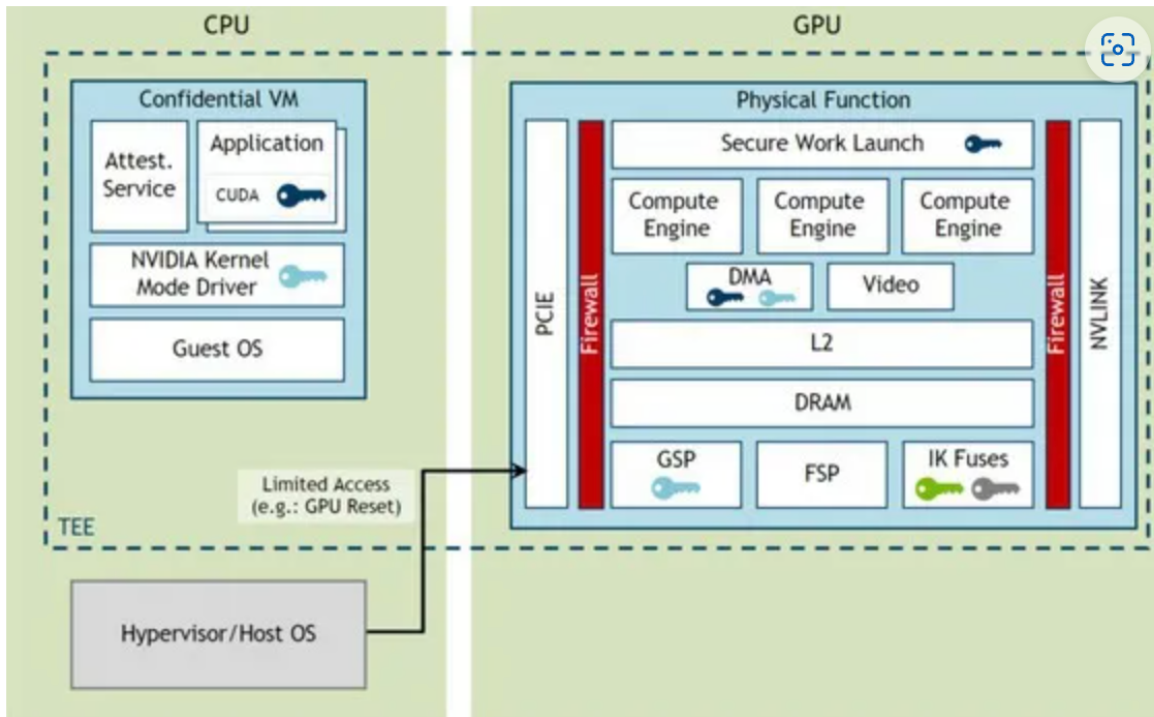 CPU
GPU
Confidential VM
Attest.
Service
Application
CUDA
NVIDIA Kernel
Mode Driver
Guest OS
Limited Access
(e.g.: GPU Reset)
TEE
Hypervisor/Host OS
Physical Function
PCIE
Firewall
Secure Work Launch
Compute
Engine
Compute
Engine
Compute
Engine
DMA
Video
L2
DRAM
GSP
FSP
IK Fuses
Firewall
NVLINK